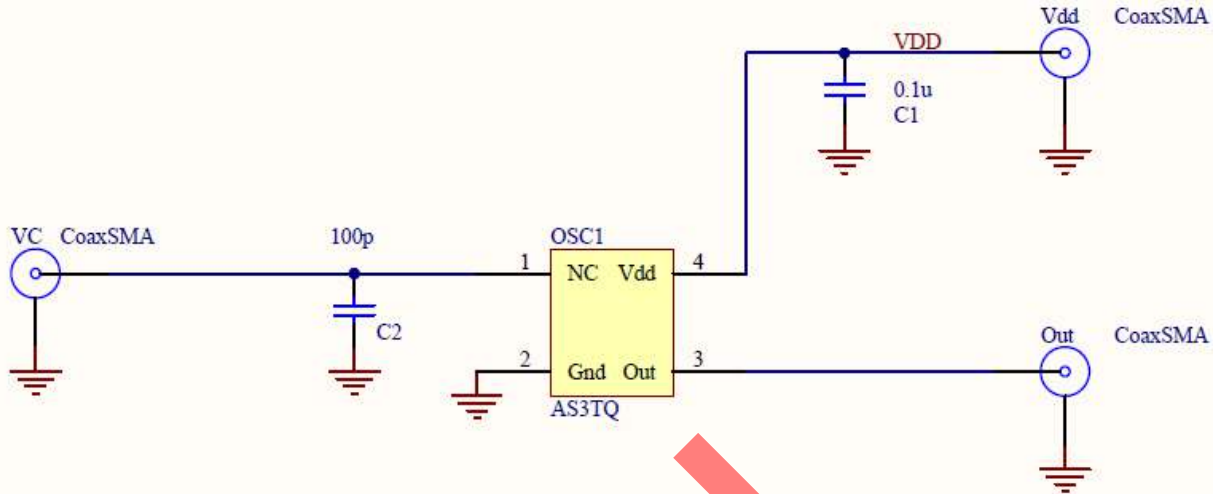 Vdd CoaxSMA
VDD
0.1u
C1
VC CoaxSMA
100p
OSC1
1 NC Vdd 4
C2
Out CoaxSMA
2 Gnd Out 3
AS3TQ